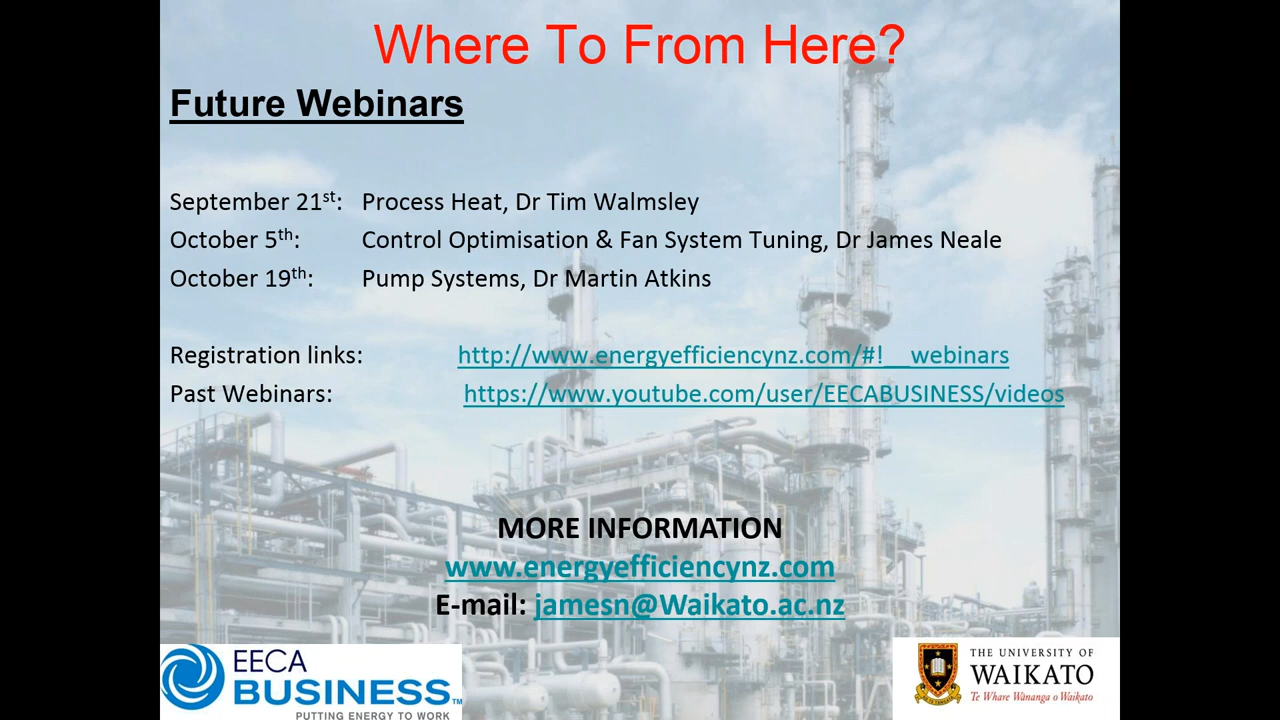 Where To From Here?
Future Webinars
September 21st: Process Heat, Dr Tim Walmsley
October 5th: Control Optimisation & Fan System Tuning, Dr James Neale
October 19th: Pump Systems, Dr Martin Atkins
Registration links: http://www.energyefficiencynz.com/#!__webinars
Past Webinars: https://www.youtube.com/user/EECABUSINESS/videos
MORE INFORMATION
www.energyefficiencynz.com
E-mail: jamesn@Waikato.ac.nz
EECA
BUSINESS™
PUTTING ENERGY TO WORK
THE UNIVERSITY OF
WAIKATO
Te Whare Wānanga o Waikato